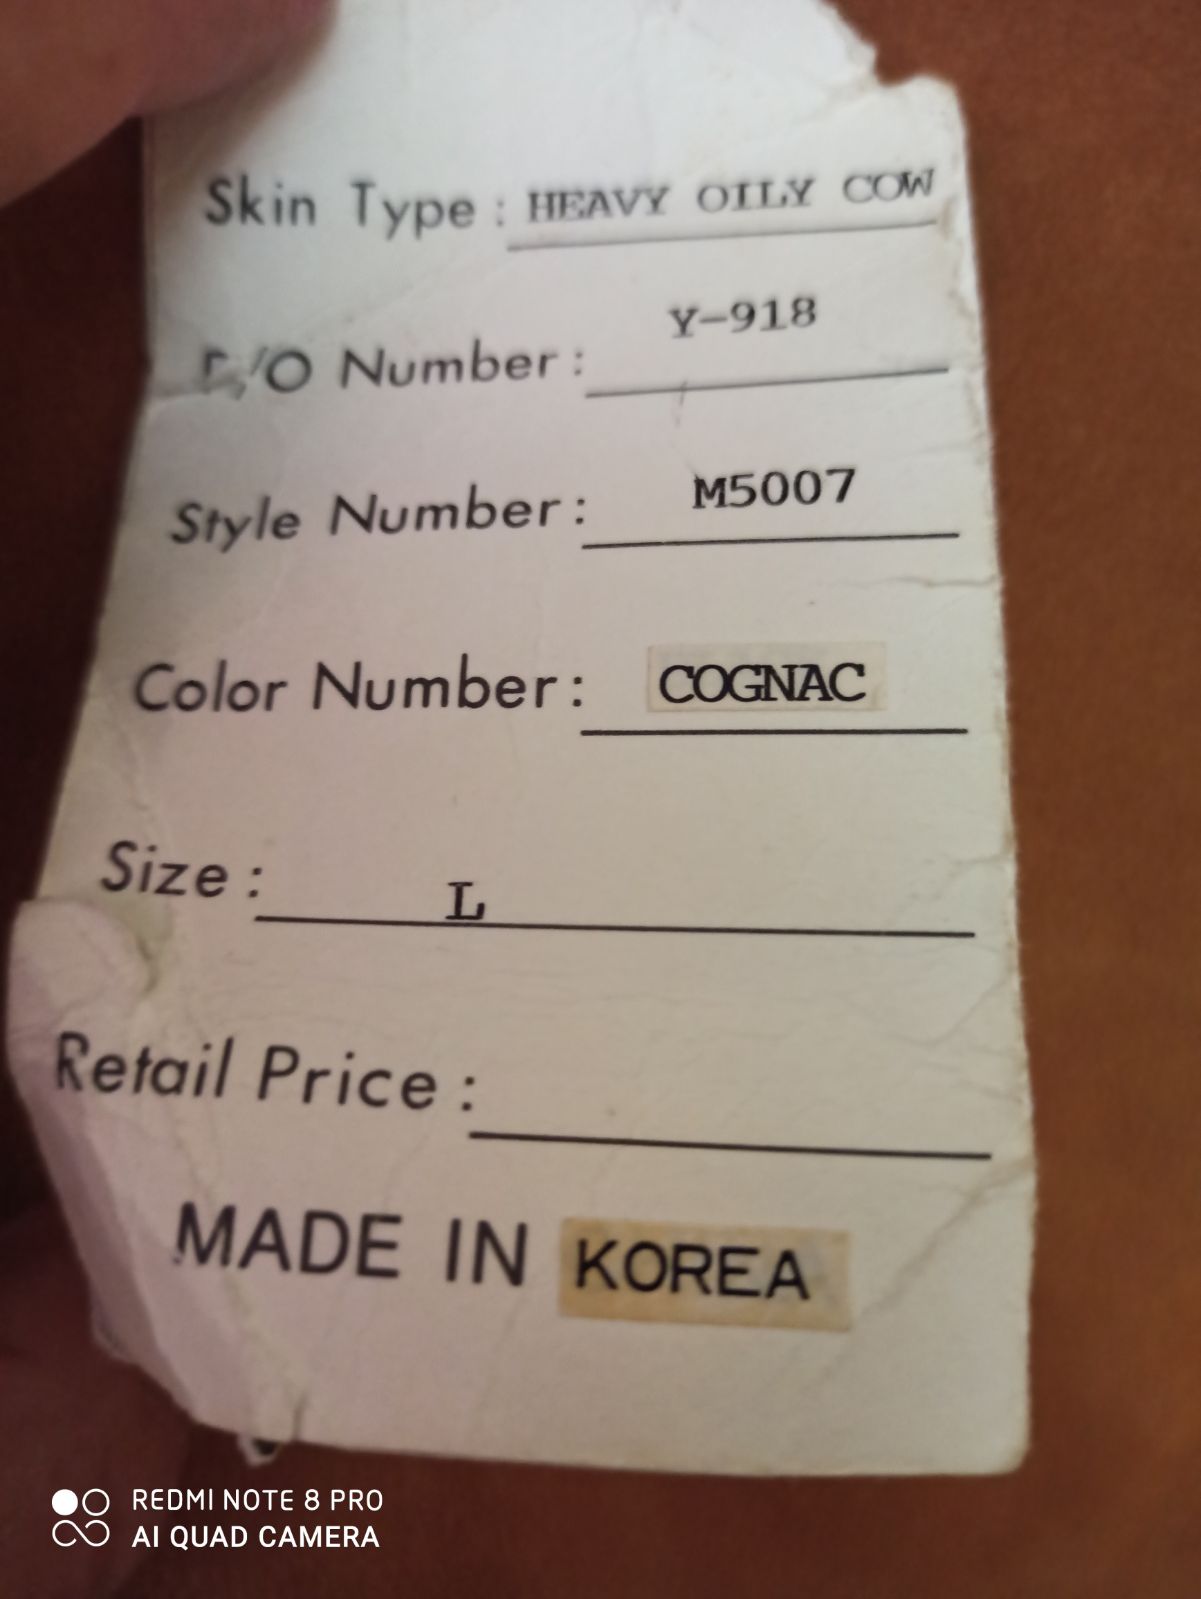 Skin Type : HEAVY OILY COW
/O Number : Y-918
Style Number : M5007
Color Number : COGNAC
Size : L
Retail Price :
MADE IN KOREA
REDMI NOTE 8 PRO
AI QUAD CAMERA